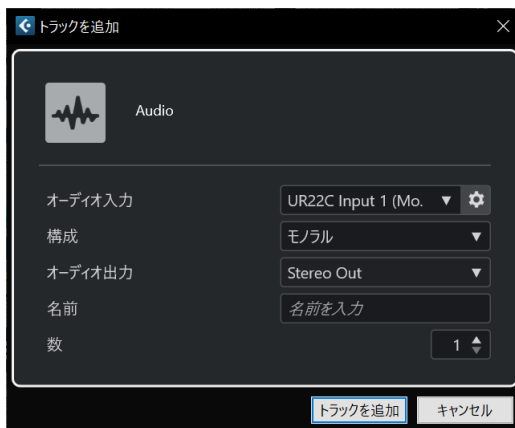 トラックを追加
Audio
オーディオ入力 UR22C Input 1 (Mo.
構成 モノラル
オーディオ出力 Stereo Out
名前 名前を入力
数 1
トラックを追加 キャンセル